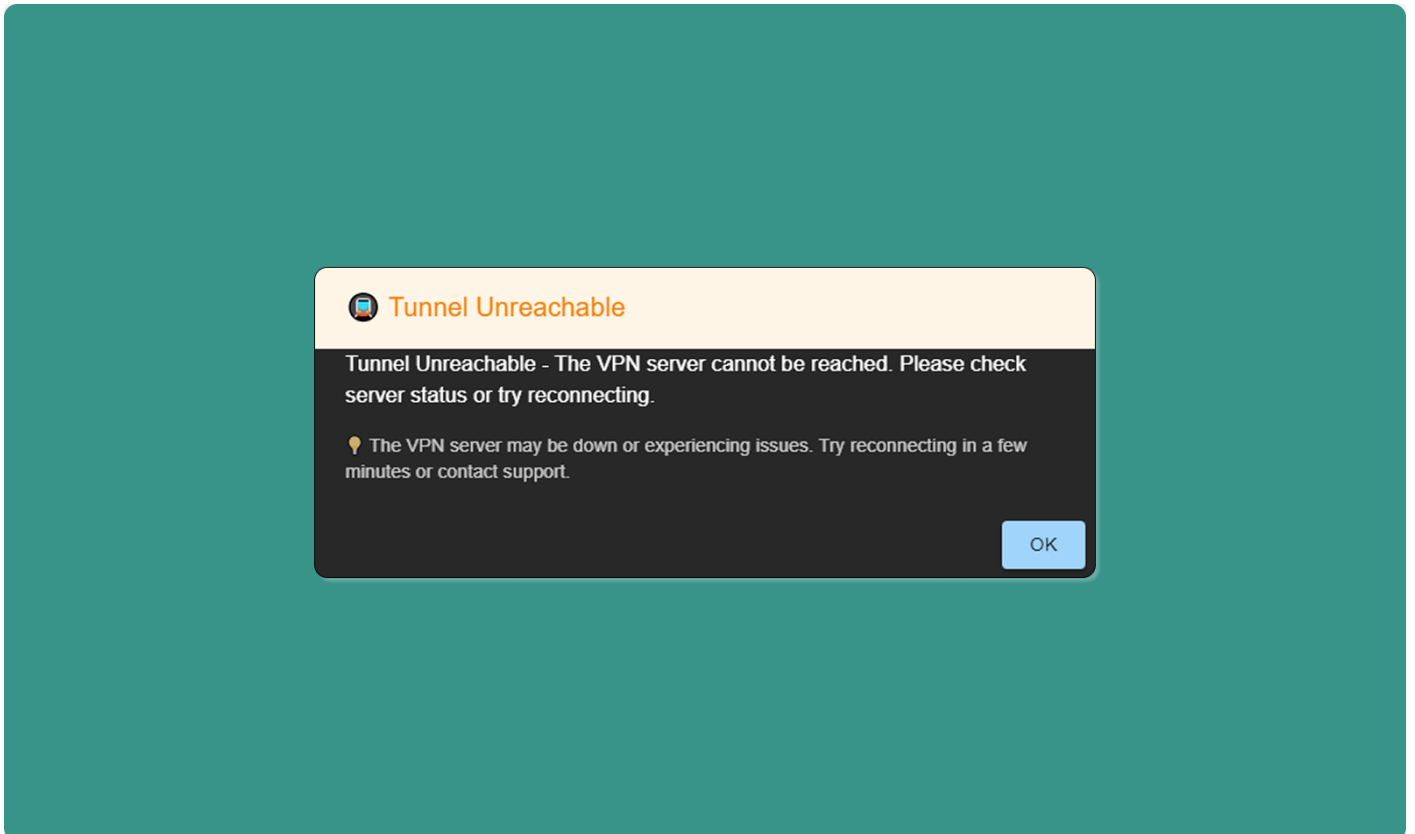 Tunnel Unreachable
Tunnel Unreachable - The VPN server cannot be reached. Please check
server status or try reconnecting.
The VPN server may be down or experiencing issues. Try reconnecting in a few
minutes or contact support.
OK